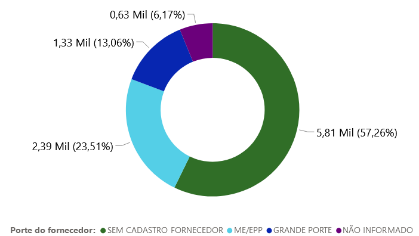 0,63 Mil (6,17%)
1,33 Mil (13,06%)
2,39 Mil (23,51%)
5,81 Mil (57,26%)
Porte do fornecedor: SEM CADASTRO FORNECEDOR ME/EPP GRANDE PORTE NÃO INFORMADO